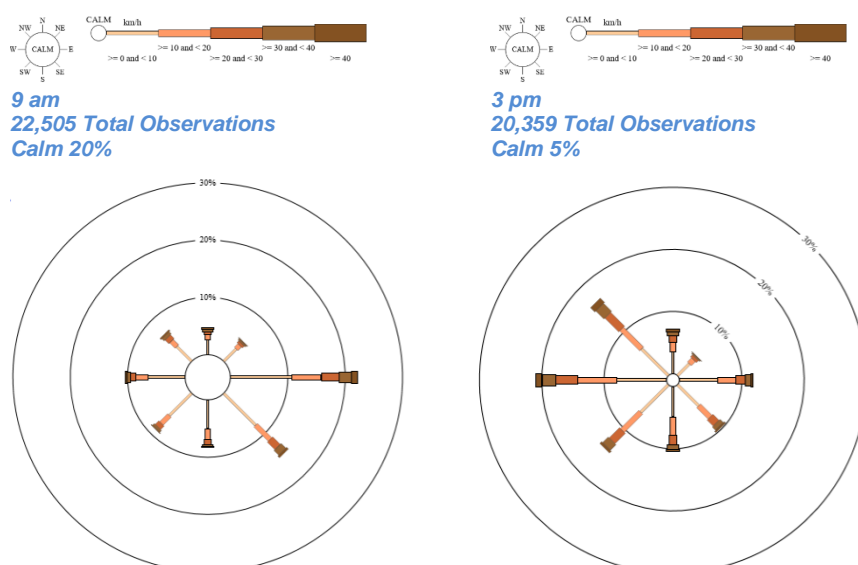 CALM km/h
N
NW NE
W CALM E
SW SE
S
>= 0 and < 10 >= 10 and < 20 >= 20 and < 30 >= 30 and < 40 >= 40
9 am
22,505 Total Observations
Calm 20%
30%
20%
10%
CALM km/h
N
NW NE
W CALM E
SW SE
S
>= 0 and < 10 >= 10 and < 20 >= 20 and < 30 >= 30 and < 40 >= 40
3 pm
20,359 Total Observations
Calm 5%
30%
20%
10%